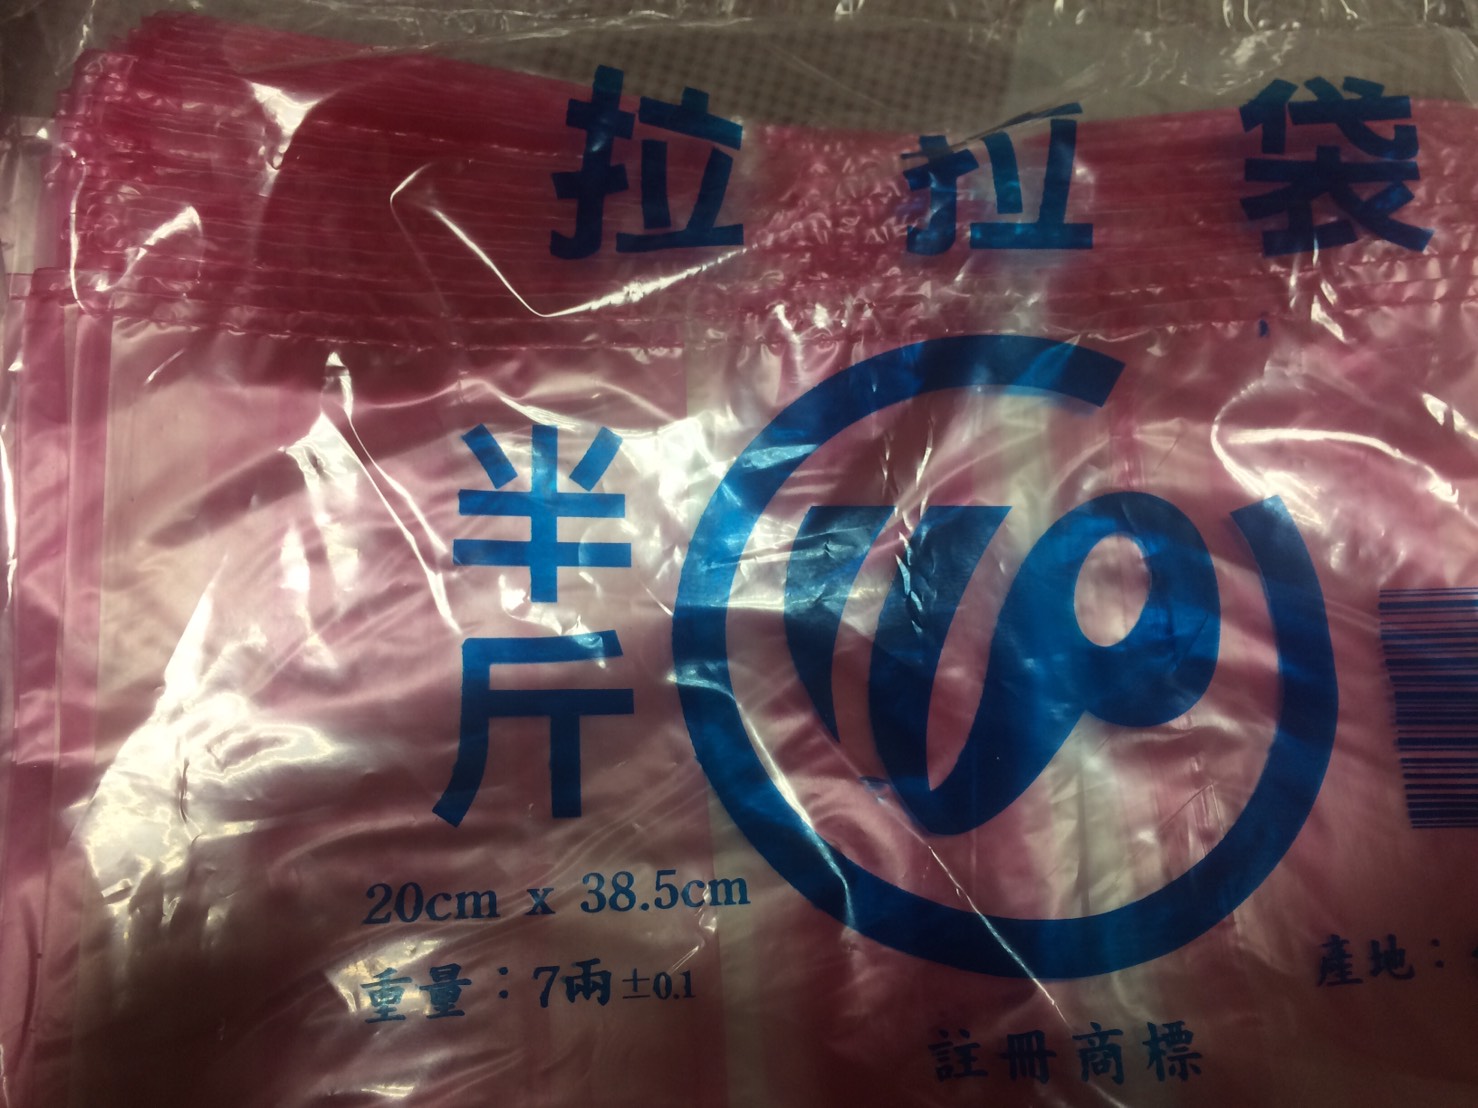 拉拉袋
半斤
20cm x 38.5cm
重量：7兩±0.1
產地：
註冊商標